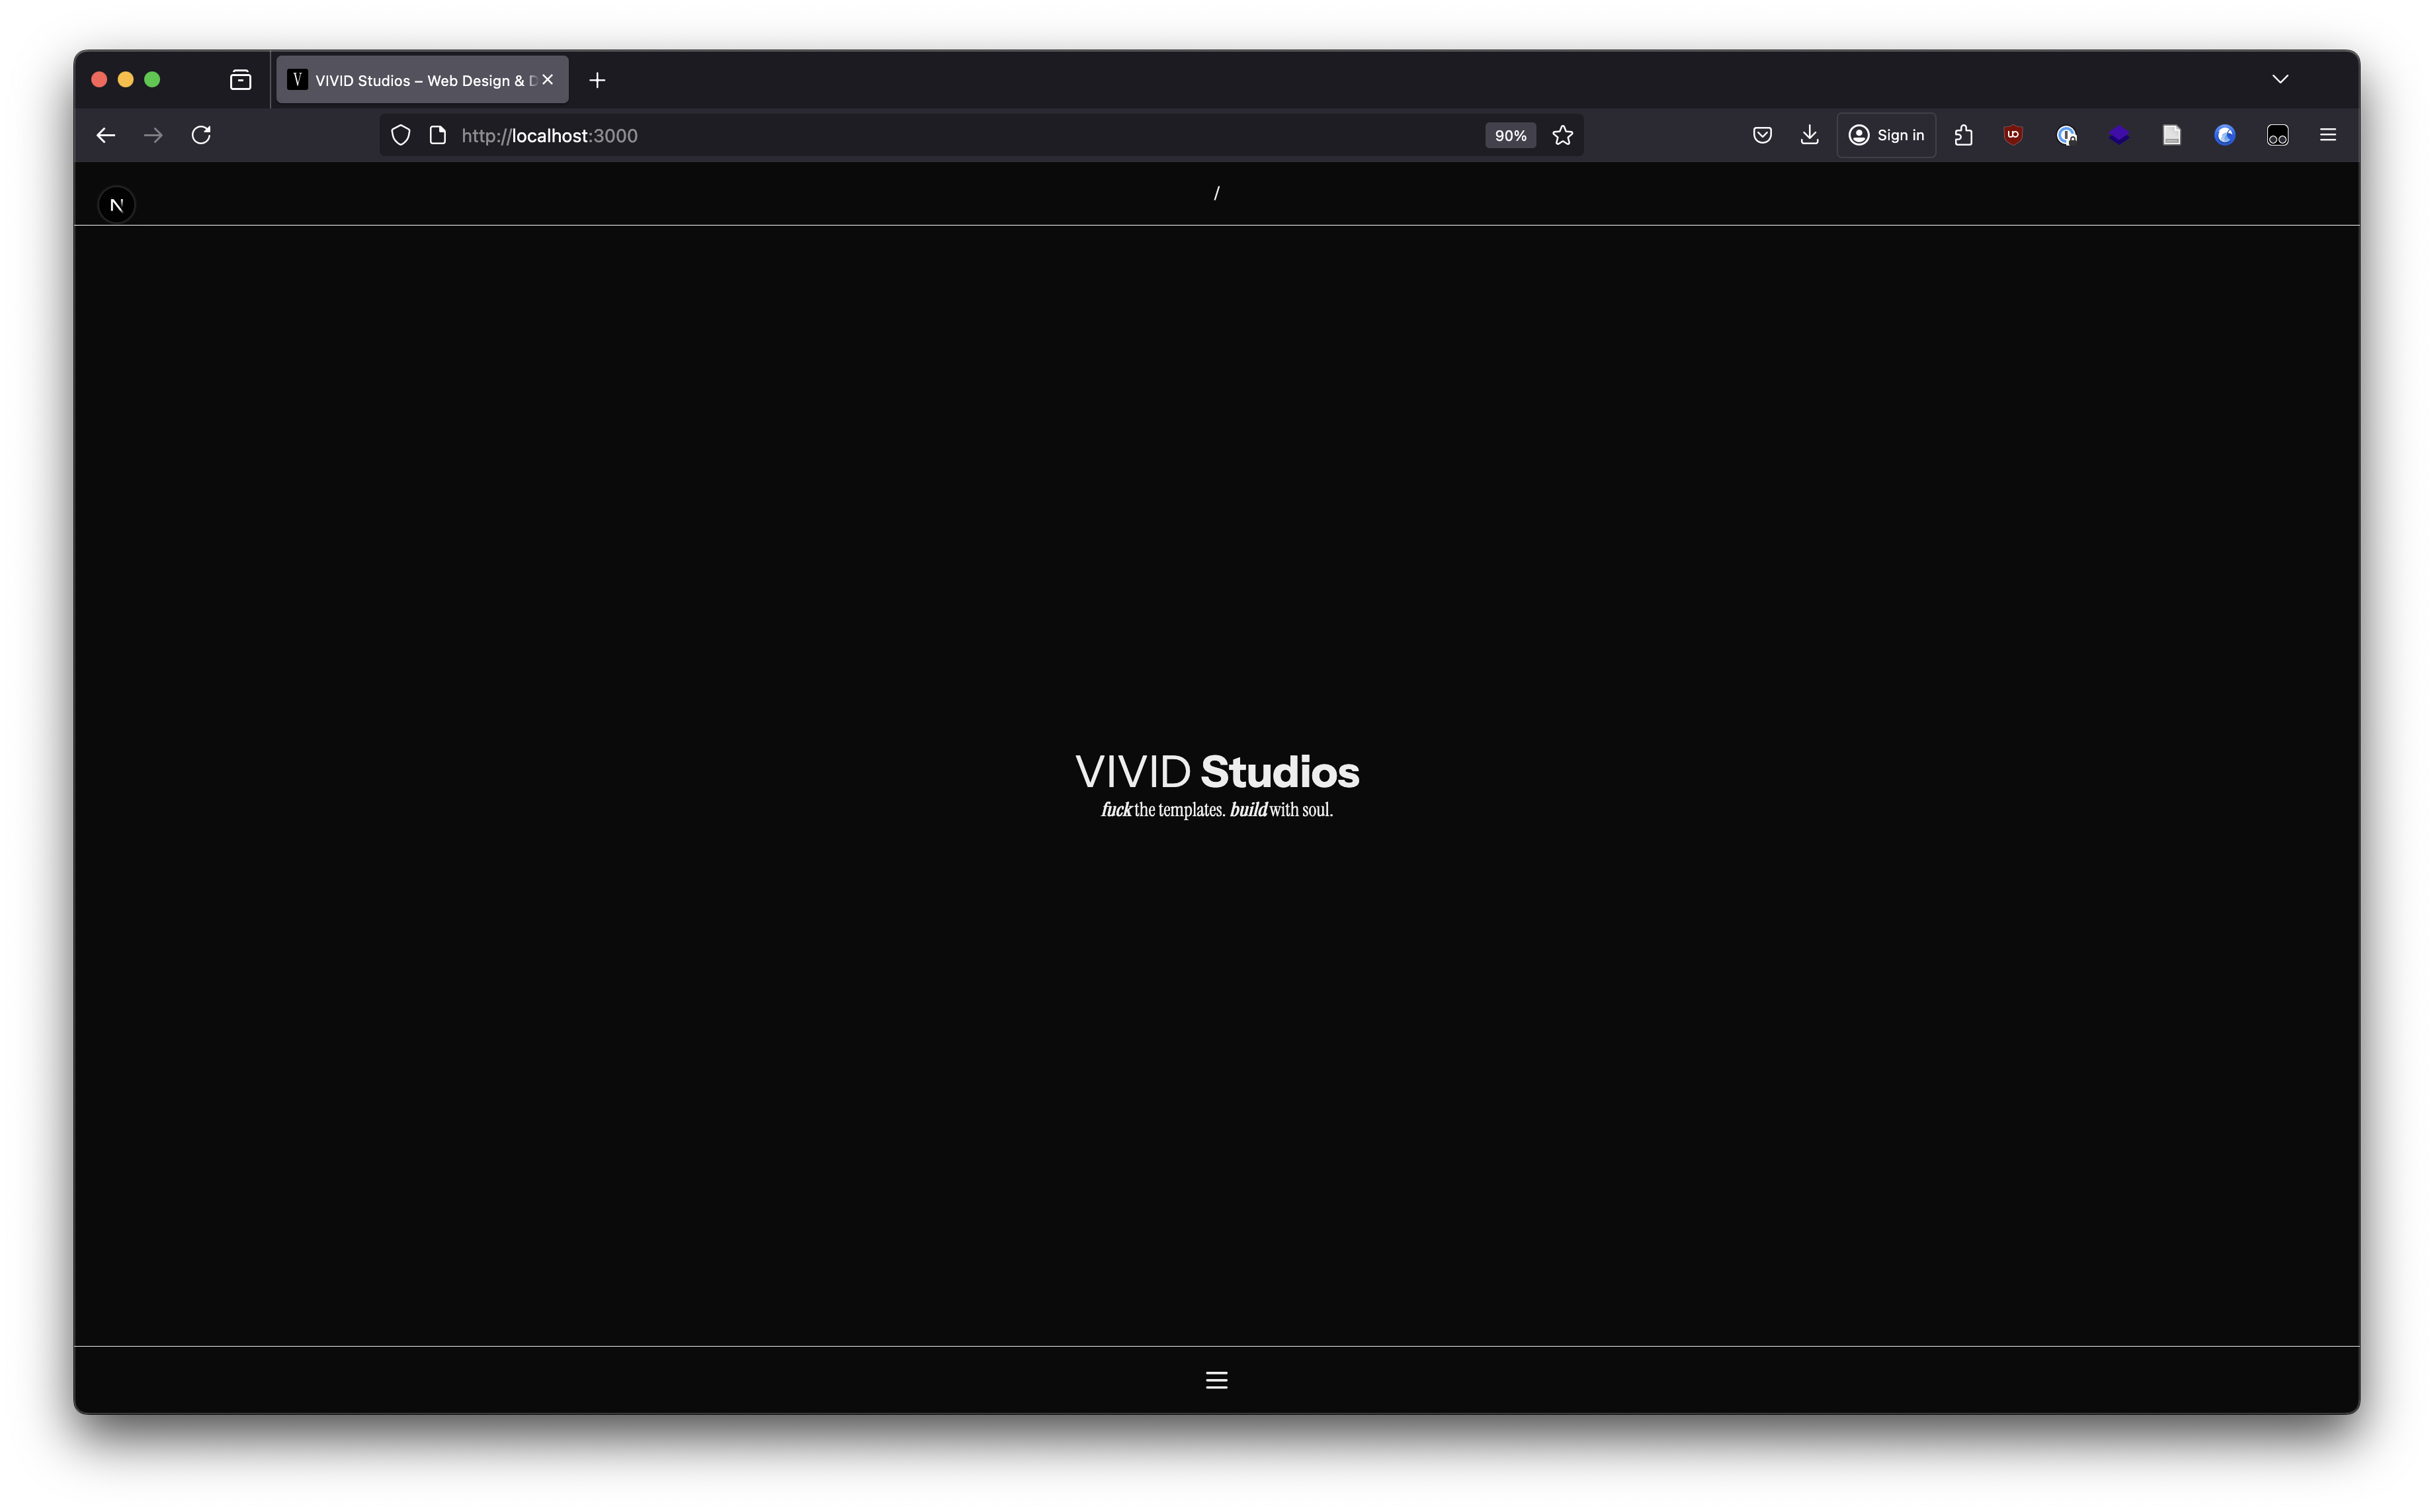 V VIVID Studios – Web Design & D
http://localhost:3000
90%
Sign in
N
/
VIVID Studios
fuck the templates. build with soul.